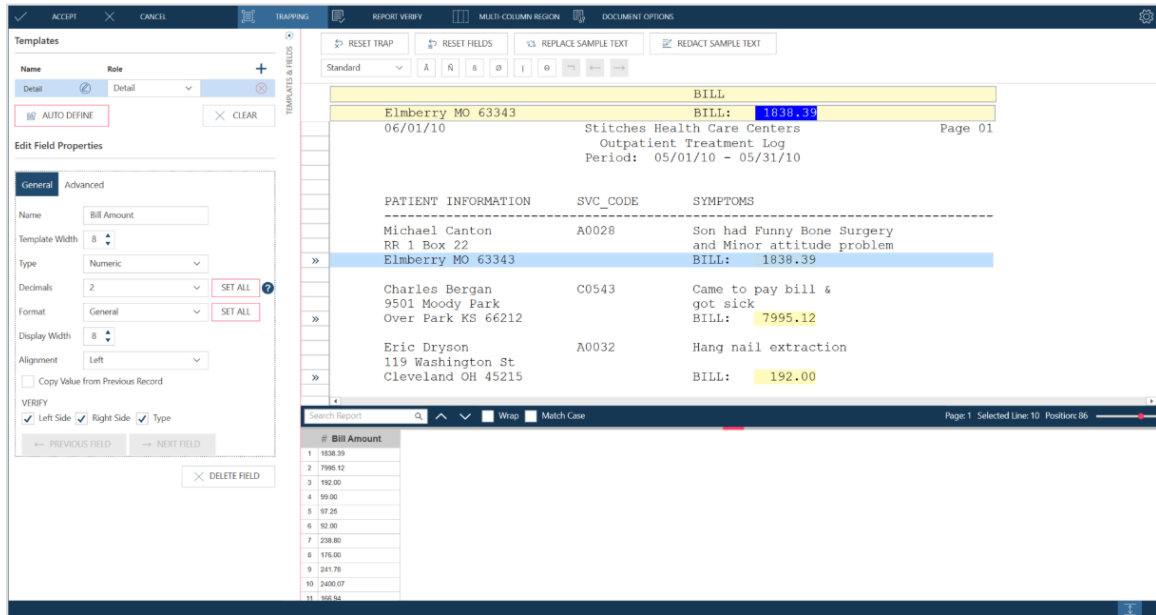 ACCEPT CANCEL TRAPPING REPORT VERIFY MULTI-COLUMN REGION DOCUMENT OPTIONS
Templates
Name Role +
Detail Detail
AUTO DEFINE CLEAR
Edit Field Properties
General Advanced
Name Bill Amount
Template Width 8
Type Numeric
Decimals 2 SET ALL ?
Format General SET ALL
Display Width 8
Alignment Left
Copy Value from Previous Record
VERIFY
Left Side Right Side Type
← PREVIOUS FIELD → NEXT FIELD
DELETE FIELD
TEMPLATES & FIELDS
RESET TRAP RESET FIELDS REPLACE SAMPLE TEXT REDACT SAMPLE TEXT
Standard Ä Ñ ß Ø | ¬ ← →
BILL
Elmberry MO 63343 BILL: 1838.39
06/01/10 Stitches Health Care Centers Page 01
Outpatient Treatment Log
Period: 05/01/10 - 05/31/10
PATIENT INFORMATION SVC_CODE SYMPTOMS
Michael Canton A0028 Son had Funny Bone Surgery
RR 1 Box 22 and Minor attitude problem
» Elmberry MO 63343 BILL: 1838.39
Charles Bergan C0543 Came to pay bill &
9501 Moody Park got sick
» Over Park KS 66212 BILL: 7995.12
Eric Dryson A0032 Hang nail extraction
119 Washington St
» Cleveland OH 45215 BILL: 192.00
Search Report Wrap Match Case Page: 1 Selected Line: 10 Position: 86
# Bill Amount
1 1838.39
2 7995.12
3 192.00
4 99.00
5 97.25
6 92.00
7 238.80
8 176.00
9 241.78
10 2400.07
11 166.94